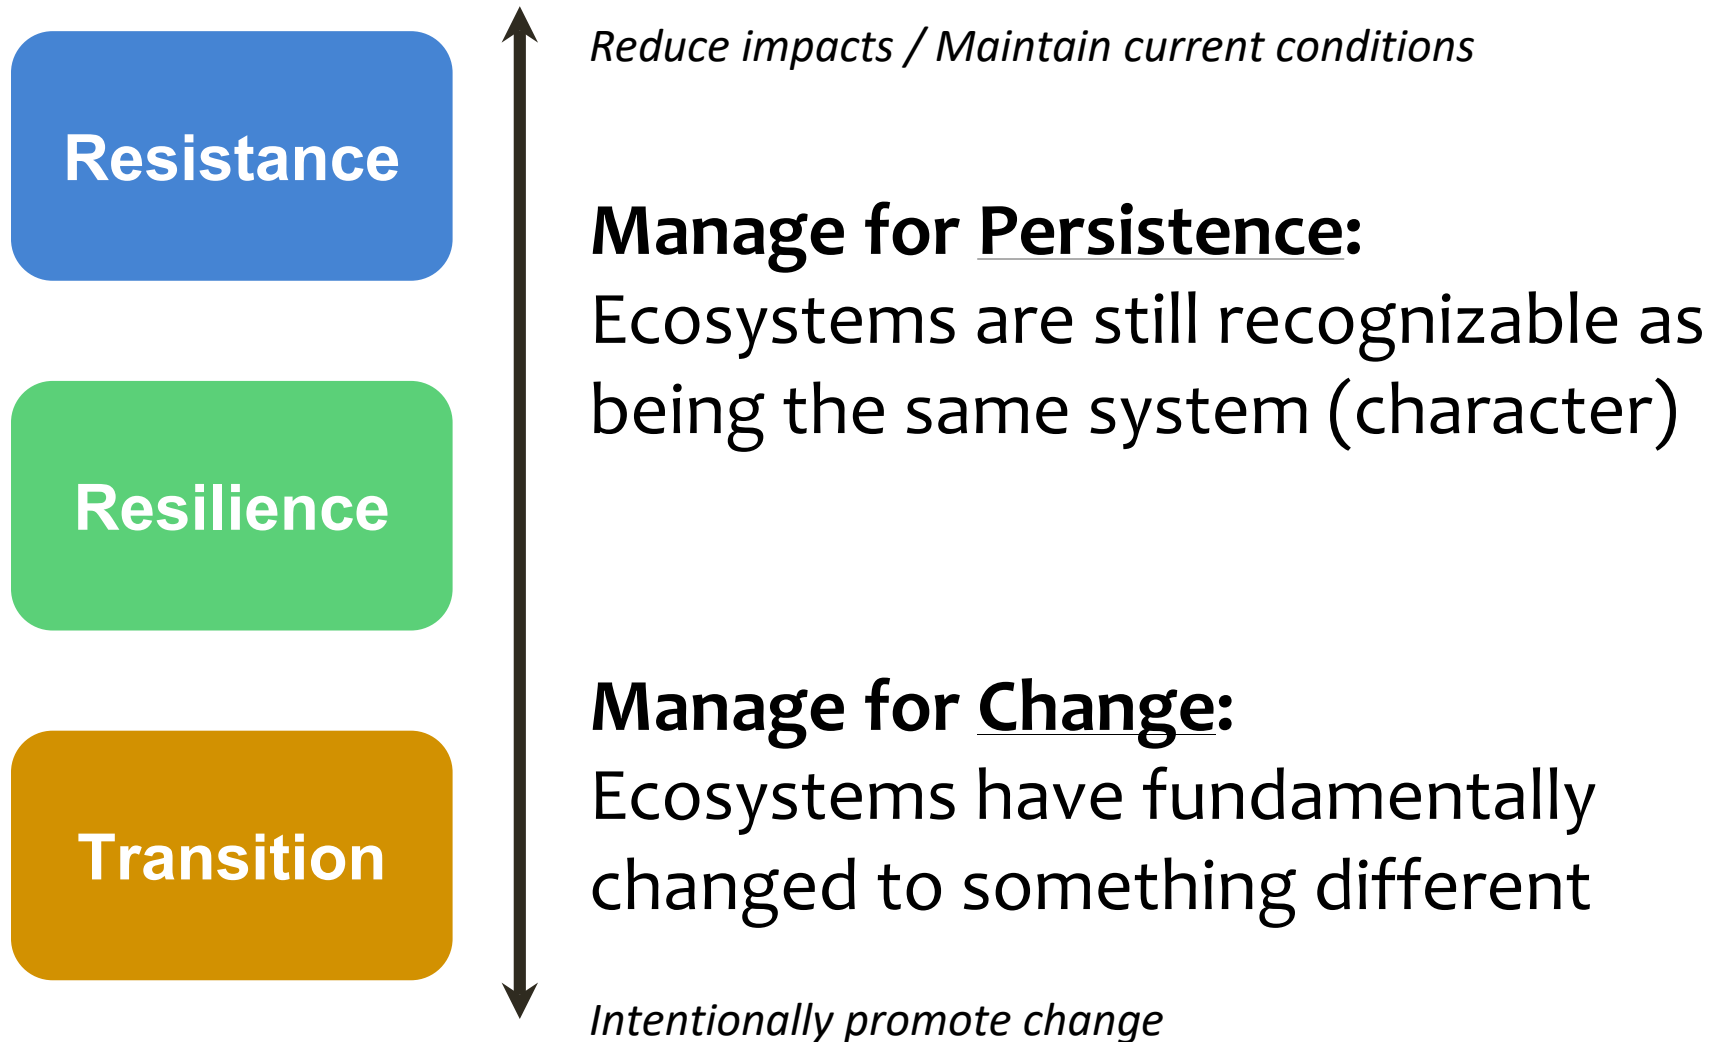 Resistance
Resilience
Transition
Reduce impacts / Maintain current conditions
Manage for Persistence:
Ecosystems are still recognizable as
being the same system (character)
Manage for Change:
Ecosystems have fundamentally
changed to something different
Intentionally promote change